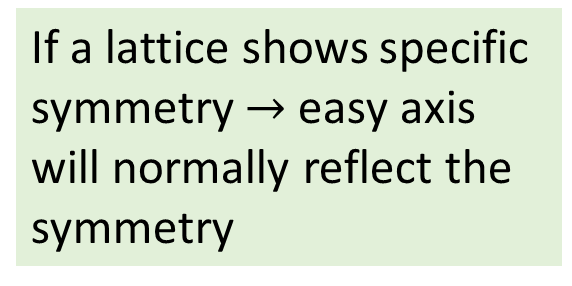 If a lattice shows specific
symmetry → easy axis
will normally reflect the
symmetry